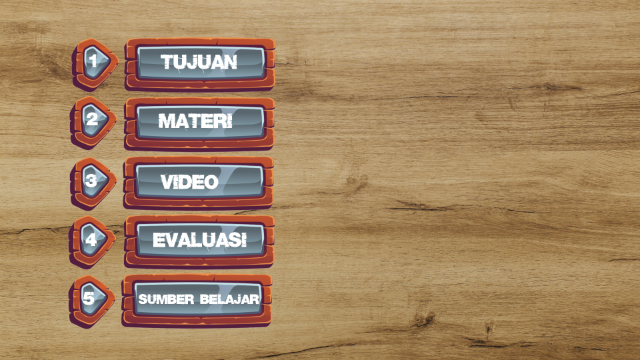 1 TUJUAN
2 MATERI
3 VIDEO
4 EVALUASI
5 SUMBER BELAJAR